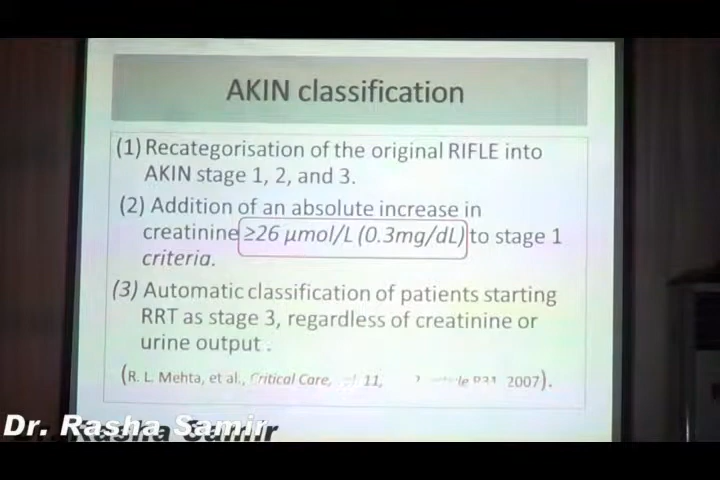 AKIN classification
(1) Recategorisation of the original RIFLE into
AKIN stage 1, 2, and 3.
(2) Addition of an absolute increase in
creatinine ≥26 µmol/L (0.3mg/dL) to stage 1
criteria.
(3) Automatic classification of patients starting
RRT as stage 3, regardless of creatinine or
urine output .
(R. L. Mehta, et al., Critical Care, 11, 2007).
Dr. Rasha Samir
Rasha Samir